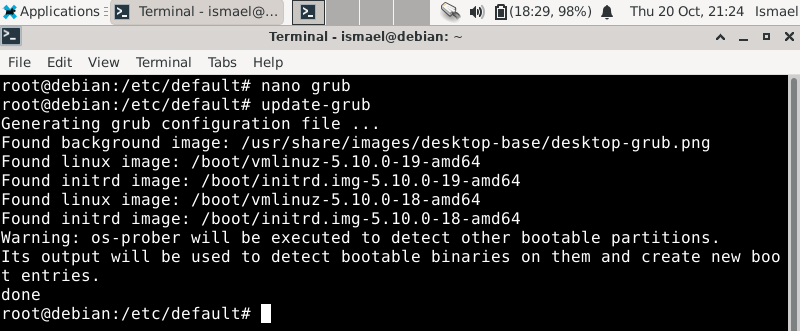 Applications Terminal - ismael@... (18:29, 98%) Thu 20 Oct, 21:24 Ismael
Terminal - ismael@debian: ~
File Edit View Terminal Tabs Help
root@debian:/etc/default# nano grub
root@debian:/etc/default# update-grub
Generating grub configuration file ...
Found background image: /usr/share/images/desktop-base/desktop-grub.png
Found linux image: /boot/vmlinuz-5.10.0-19-amd64
Found initrd image: /boot/initrd.img-5.10.0-19-amd64
Found linux image: /boot/vmlinuz-5.10.0-18-amd64
Found initrd image: /boot/initrd.img-5.10.0-18-amd64
Warning: os-prober will be executed to detect other bootable partitions.
Its output will be used to detect bootable binaries on them and create new boo
t entries.
done
root@debian:/etc/default#